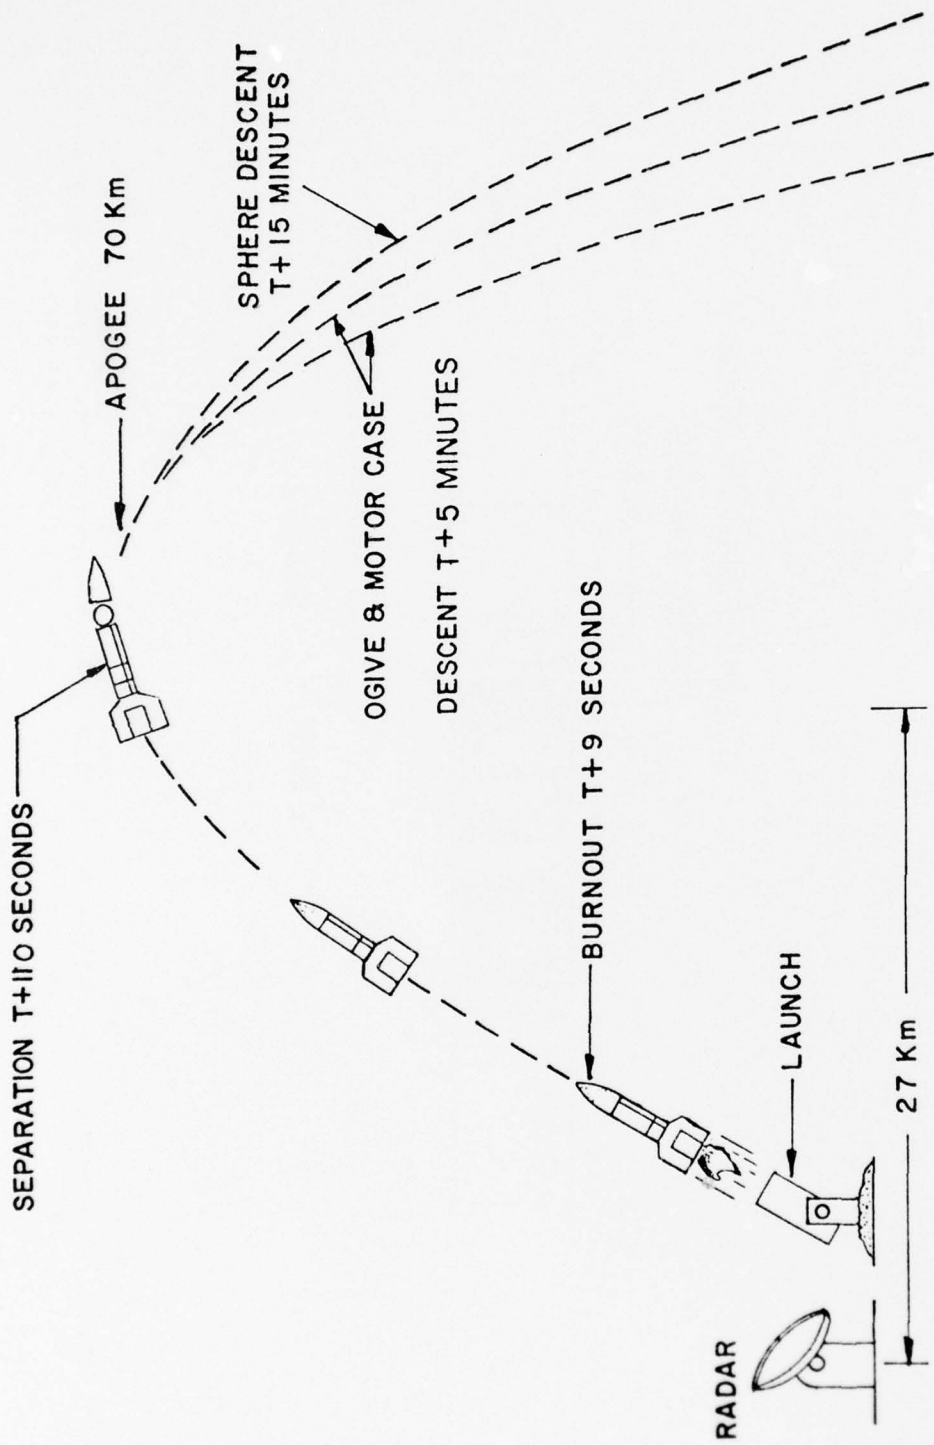 SEPARATION T+110 SECONDS
APOGEE 70 Km
SPHERE DESCENT
T+15 MINUTES
OGIVE & MOTOR CASE
DESCENT T+5 MINUTES
BURNOUT T+9 SECONDS
LAUNCH
RADAR
27 Km